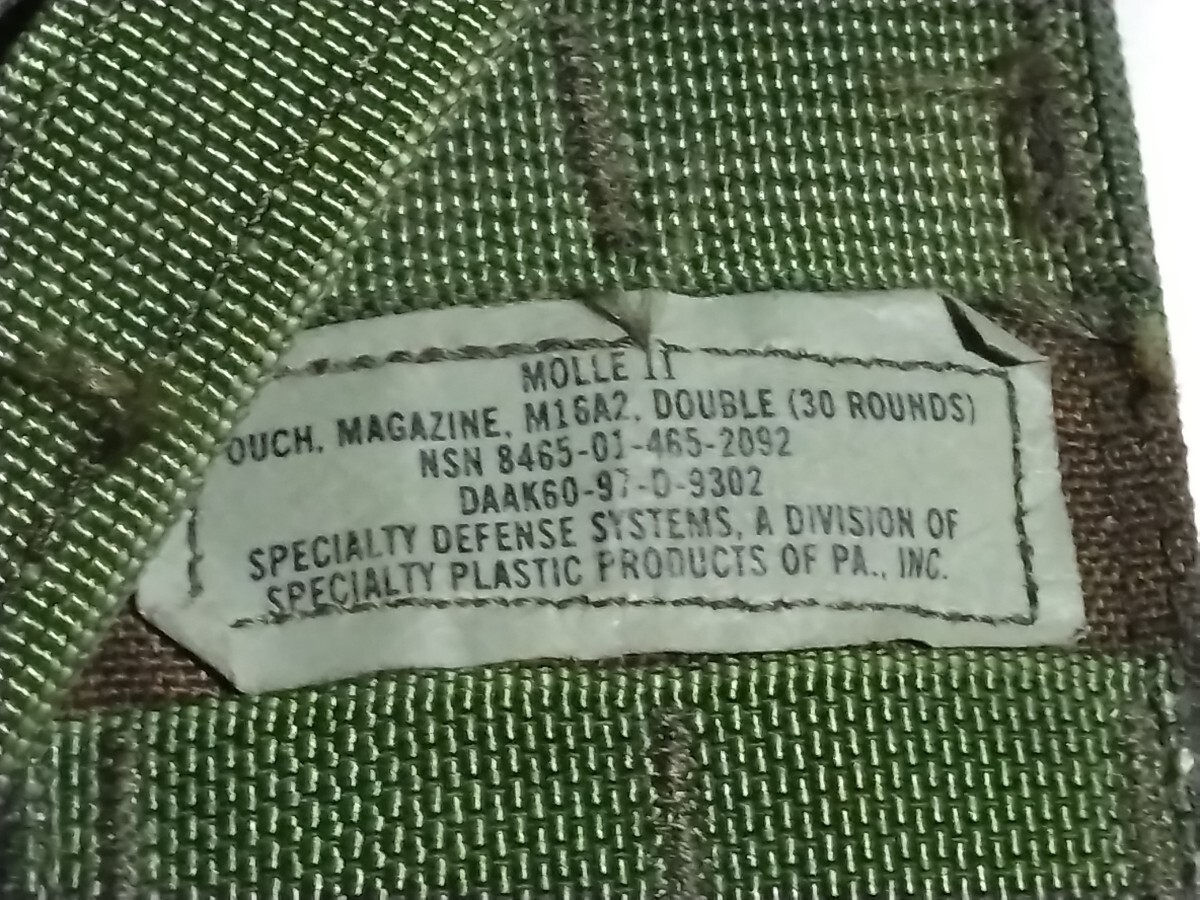 MOLLE II
OUCH, MAGAZINE, M16A2, DOUBLE (30 ROUNDS)
NSN 8465-01-465-2092
DAAK60-97-D-9302
SPECIALTY DEFENSE SYSTEMS, A DIVISION OF
SPECIALTY PLASTIC PRODUCTS OF PA., INC.